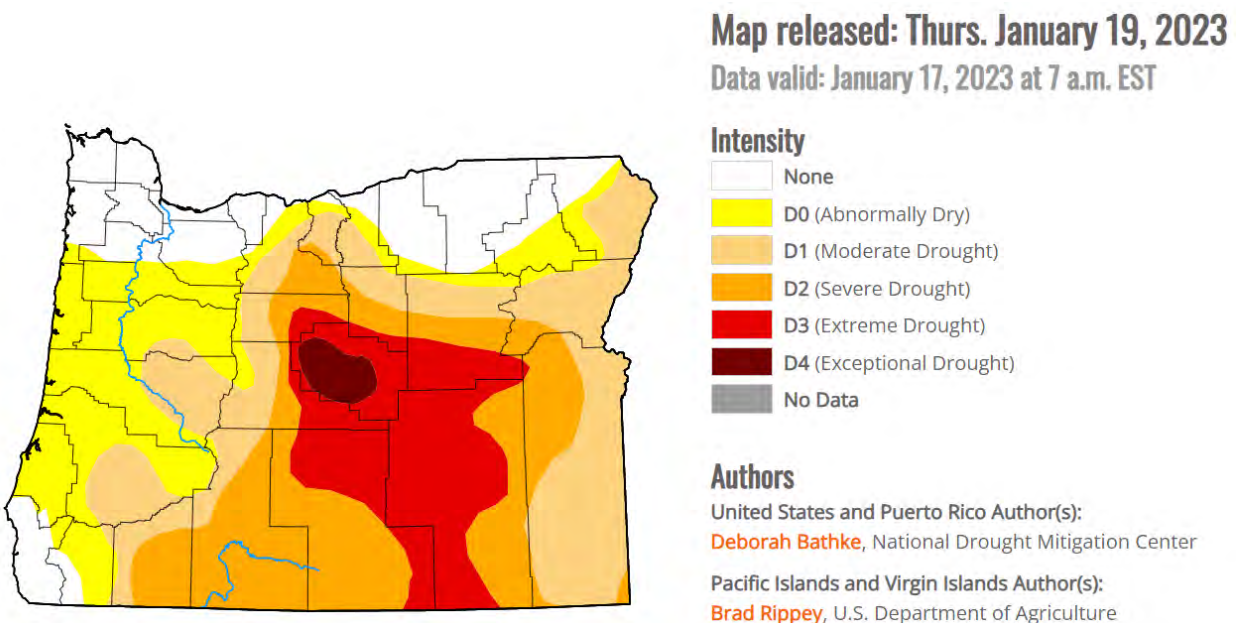 Map released: Thurs. January 19, 2023
Data valid: January 17, 2023 at 7 a.m. EST
Intensity
None
D0 (Abnormally Dry)
D1 (Moderate Drought)
D2 (Severe Drought)
D3 (Extreme Drought)
D4 (Exceptional Drought)
No Data
Authors
United States and Puerto Rico Author(s):
Deborah Bathke, National Drought Mitigation Center
Pacific Islands and Virgin Islands Author(s):
Brad Rippey, U.S. Department of Agriculture